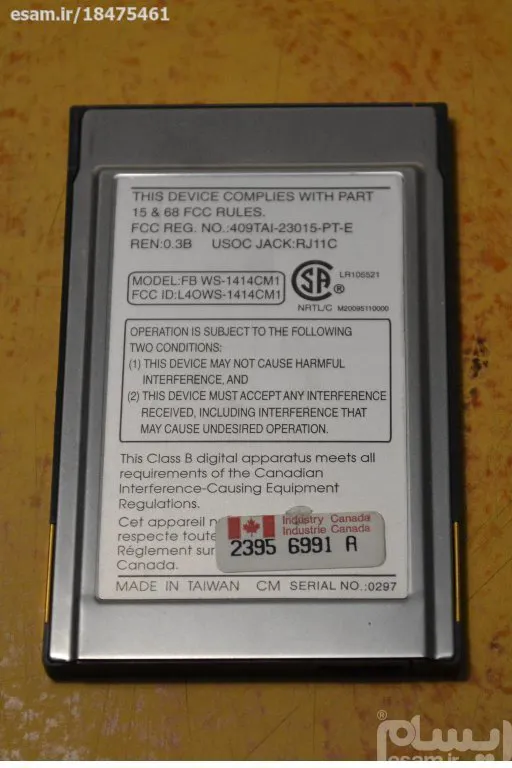 esam.ir/18475461
THIS DEVICE COMPLIES WITH PART
15 & 68 FCC RULES.
FCC REG. NO.:409TAI-23015-PT-E
REN:0.3B USOC JACK:RJ11C
MODEL:FB WS-1414CM1
FCC ID:L4OWS-1414CM1
SA ® LR106521
NRTL/C M20095110000
OPERATION IS SUBJECT TO THE FOLLOWING
TWO CONDITIONS:
(1) THIS DEVICE MAY NOT CAUSE HARMFUL
INTERFERENCE, AND
(2) THIS DEVICE MUST ACCEPT ANY INTERFERENCE
RECEIVED, INCLUDING INTERFERENCE THAT
MAY CAUSE UNDESIRED OPERATION.
This Class B digital apparatus meets all
requirements of the Canadian
Interference-Causing Equipment
Regulations.
Cet appareil
respecte toute
Réglement sur
Canada.
Industry Canada
Industrie Canada
2395 6991 A
MADE IN TAIWAN CM SERIAL NO.:0297
ایسام®
esam.ir